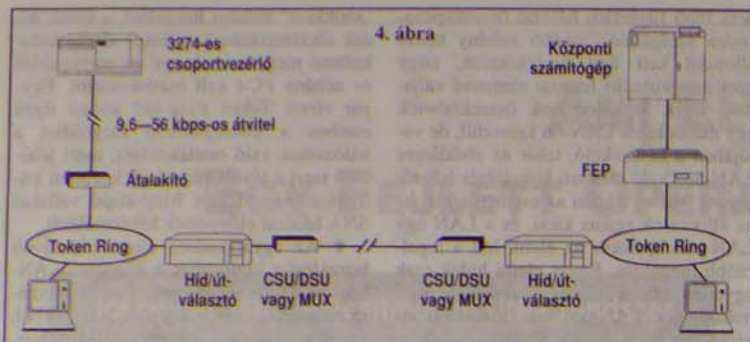 4. ábra
3274-es
csoportvezérlő
Központi
számítógép
9,6—56 kbps-os átvitel
Átalakító
FEP
Token Ring
Token Ring
Híd/út-
választó
CSU/DSU
vagy MUX
CSU/DSU
vagy MUX
Híd/út-
választó